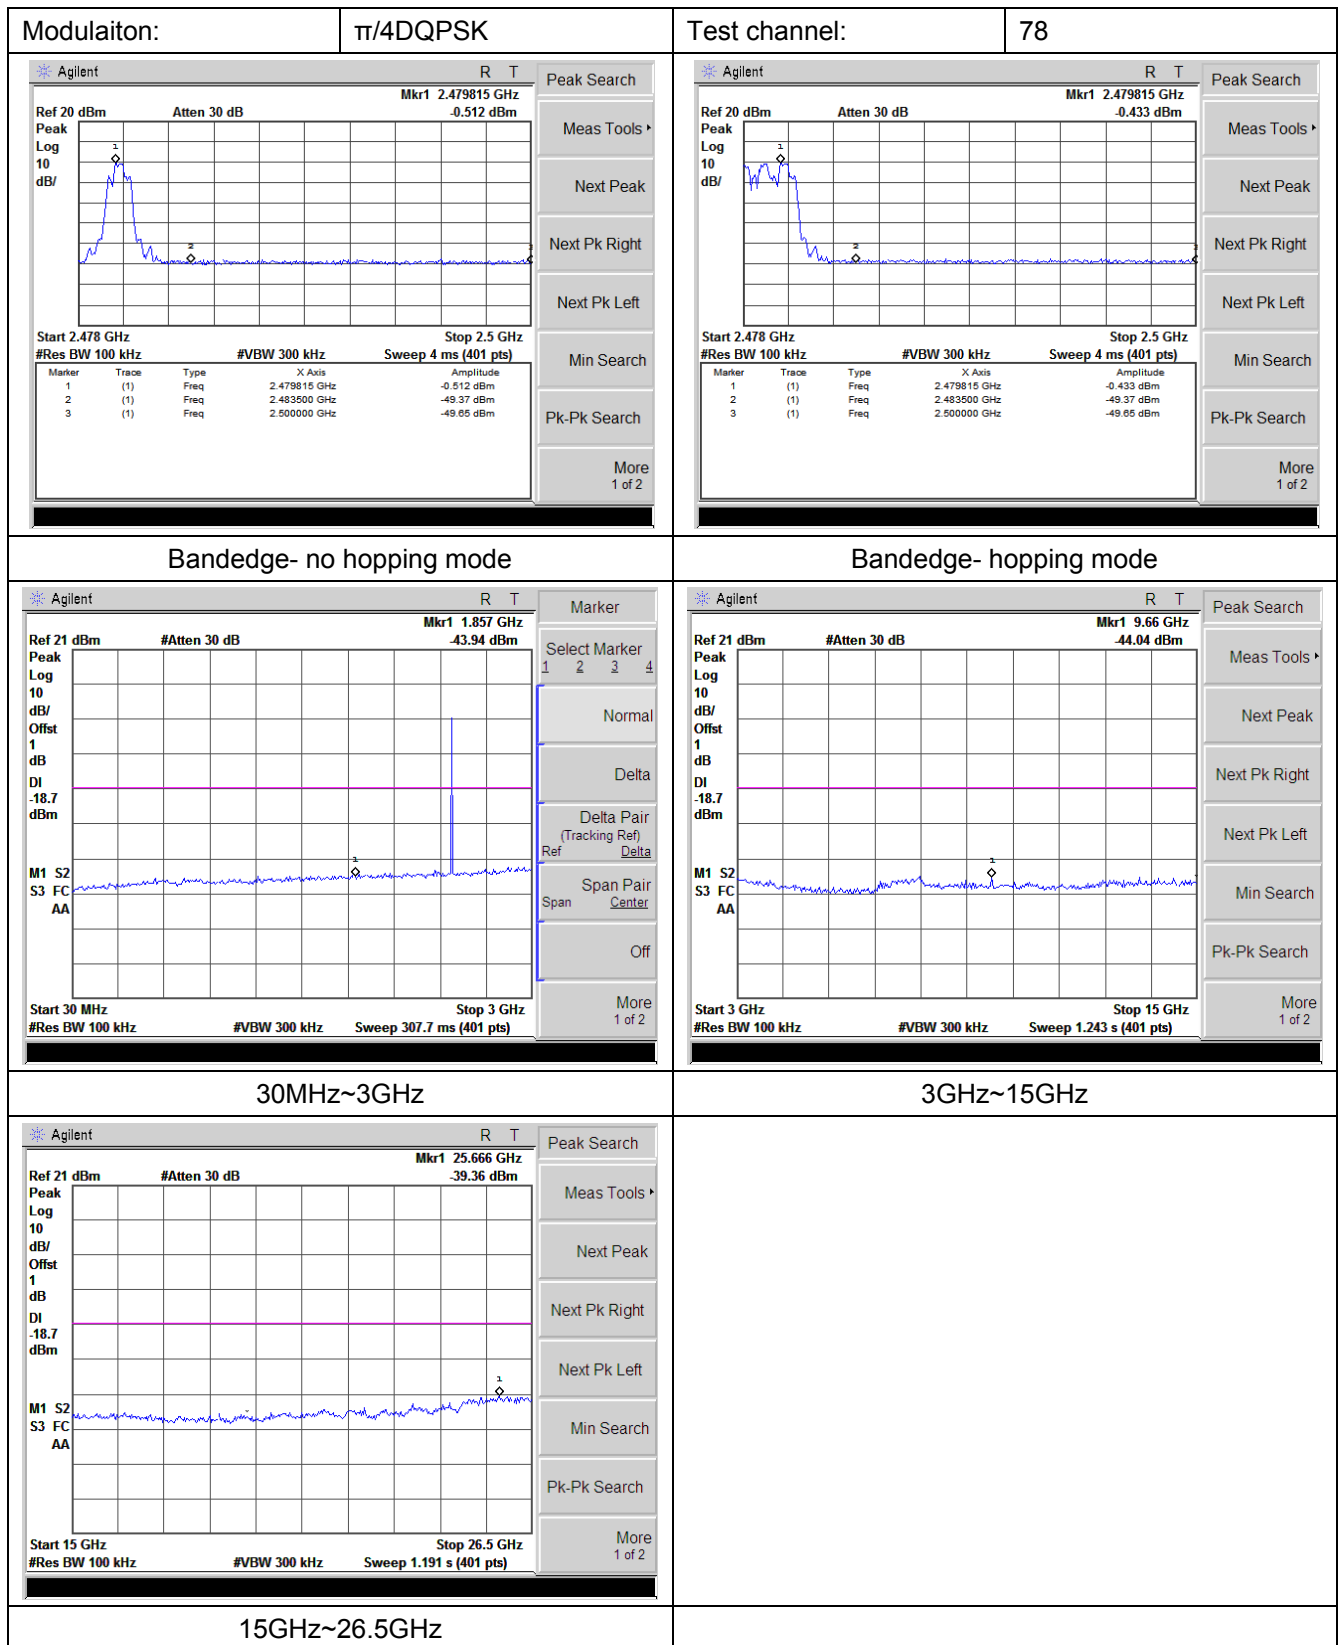 Modulaiton: π/4DQPSK Test channel: 78
Agilent R T Peak Search
Mkr1 2.479815 GHz
Ref 20 dBm Atten 30 dB -0.512 dBm
Peak
Log
10
dB/
1
2
Start 2.478 GHz Stop 2.5 GHz
#Res BW 100 kHz #VBW 300 kHz Sweep 4 ms (401 pts)
Marker Trace Type X Axis Amplitude
1 (1) Freq 2.479815 GHz -0.512 dBm
2 (1) Freq 2.483500 GHz -49.37 dBm
3 (1) Freq 2.500000 GHz -49.65 dBm
Meas Tools
Next Peak
Next Pk Right
Next Pk Left
Min Search
Pk-Pk Search
More
1 of 2
Agilent R T Peak Search
Mkr1 2.479815 GHz
Ref 20 dBm Atten 30 dB -0.433 dBm
Peak
Log
10
dB/
1
2
Start 2.478 GHz Stop 2.5 GHz
#Res BW 100 kHz #VBW 300 kHz Sweep 4 ms (401 pts)
Marker Trace Type X Axis Amplitude
1 (1) Freq 2.479815 GHz -0.433 dBm
2 (1) Freq 2.483500 GHz -49.37 dBm
3 (1) Freq 2.500000 GHz -49.65 dBm
Meas Tools
Next Peak
Next Pk Right
Next Pk Left
Min Search
Pk-Pk Search
More
1 of 2
Bandedge- no hopping mode Bandedge- hopping mode
Agilent R T Marker
Mkr1 1.857 GHz
Ref 21 dBm #Atten 30 dB -43.94 dBm
Peak
Log
10
dB/
Offst
1
dB
DI
-18.7
dBm
1
M1 S2
S3 FC
AA
Start 30 MHz Stop 3 GHz
#Res BW 100 kHz #VBW 300 kHz Sweep 307.7 ms (401 pts)
Select Marker
1 2 3 4
Normal
Delta
Delta Pair
(Tracking Ref)
Ref Delta
Span Pair
Span Center
Off
More
1 of 2
Agilent R T Peak Search
Mkr1 9.66 GHz
Ref 21 dBm #Atten 30 dB -44.04 dBm
Peak
Log
10
dB/
Offst
1
dB
DI
-18.7
dBm
1
M1 S2
S3 FC
AA
Start 3 GHz Stop 15 GHz
#Res BW 100 kHz #VBW 300 kHz Sweep 1.243 s (401 pts)
Meas Tools
Next Peak
Next Pk Right
Next Pk Left
Min Search
Pk-Pk Search
More
1 of 2
30MHz~3GHz 3GHz~15GHz
Agilent R T Peak Search
Mkr1 25.666 GHz
Ref 21 dBm #Atten 30 dB -39.36 dBm
Peak
Log
10
dB/
Offst
1
dB
DI
-18.7
dBm
1
M1 S2
S3 FC
AA
Start 15 GHz Stop 26.5 GHz
#Res BW 100 kHz #VBW 300 kHz Sweep 1.191 s (401 pts)
Meas Tools
Next Peak
Next Pk Right
Next Pk Left
Min Search
Pk-Pk Search
More
1 of 2
15GHz~26.5GHz